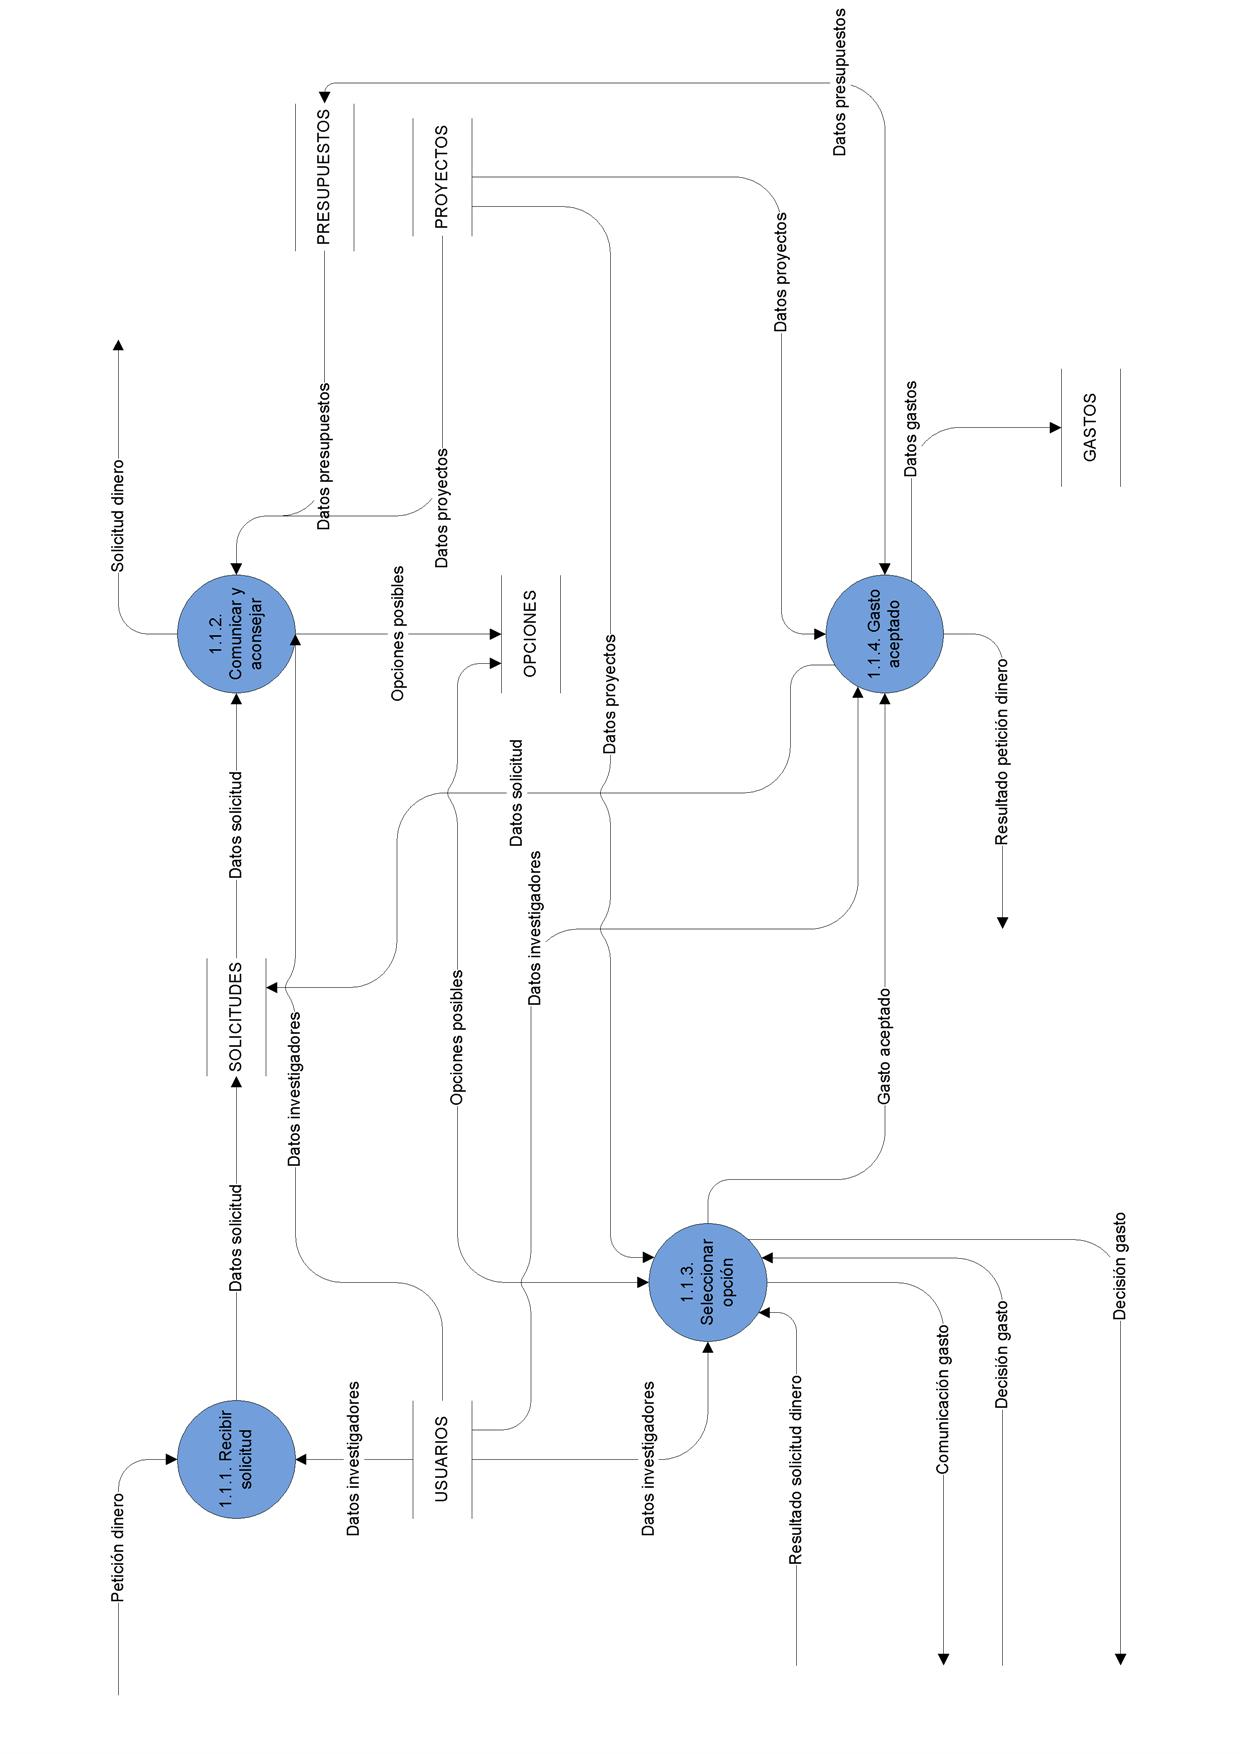 Petición dinero
1.1.1. Recibir
solicitud
Datos solicitud
SOLICITUDES
Datos solicitud
1.1.2.
Comunicar y
aconsejar
Solicitud dinero
Datos investigadores
Datos investigadores
USUARIOS
Datos presupuestos
PRESUPUESTOS
Opciones posibles
Datos proyectos
PROYECTOS
Opciones posibles
OPCIONES
Datos solicitud
Datos investigadores
Datos proyectos
Datos investigadores
1.1.3.
Seleccionar
opción
Datos proyectos
Datos presupuestos
Resultado solicitud dinero
Gasto aceptado
1.1.4. Gasto
aceptado
Datos gastos
Comunicación gasto
Decisión gasto
Resultado petición dinero
GASTOS
Decisión gasto